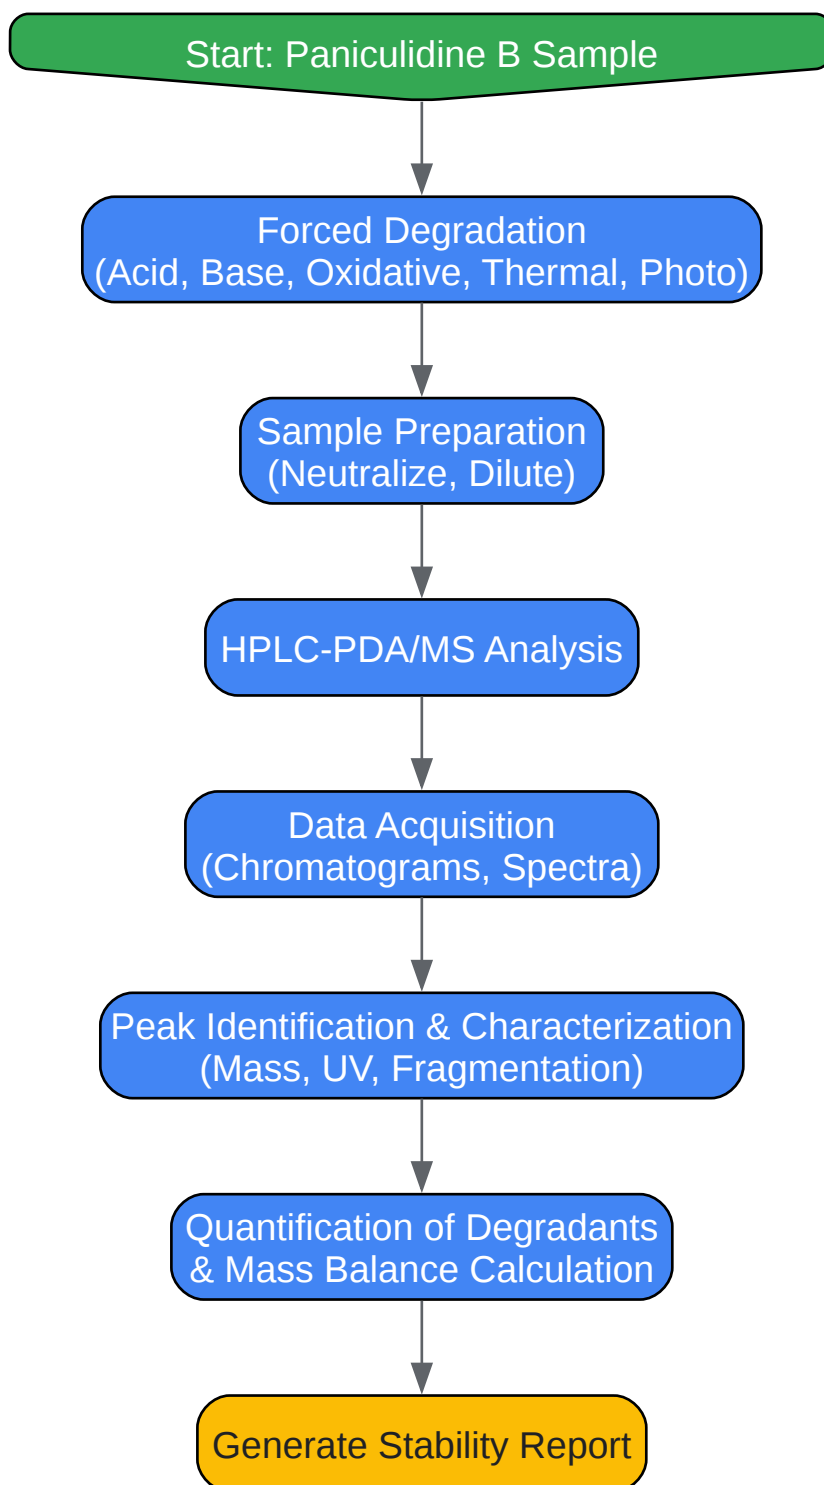 Start: Paniculidine B Sample
Forced Degradation
(Acid, Base, Oxidative, Thermal, Photo)
Sample Preparation
(Neutralize, Dilute)
HPLC-PDA/MS Analysis
Data Acquisition
(Chromatograms, Spectra)
Peak Identification & Characterization
(Mass, UV, Fragmentation)
Quantification of Degradants
& Mass Balance Calculation
Generate Stability Report